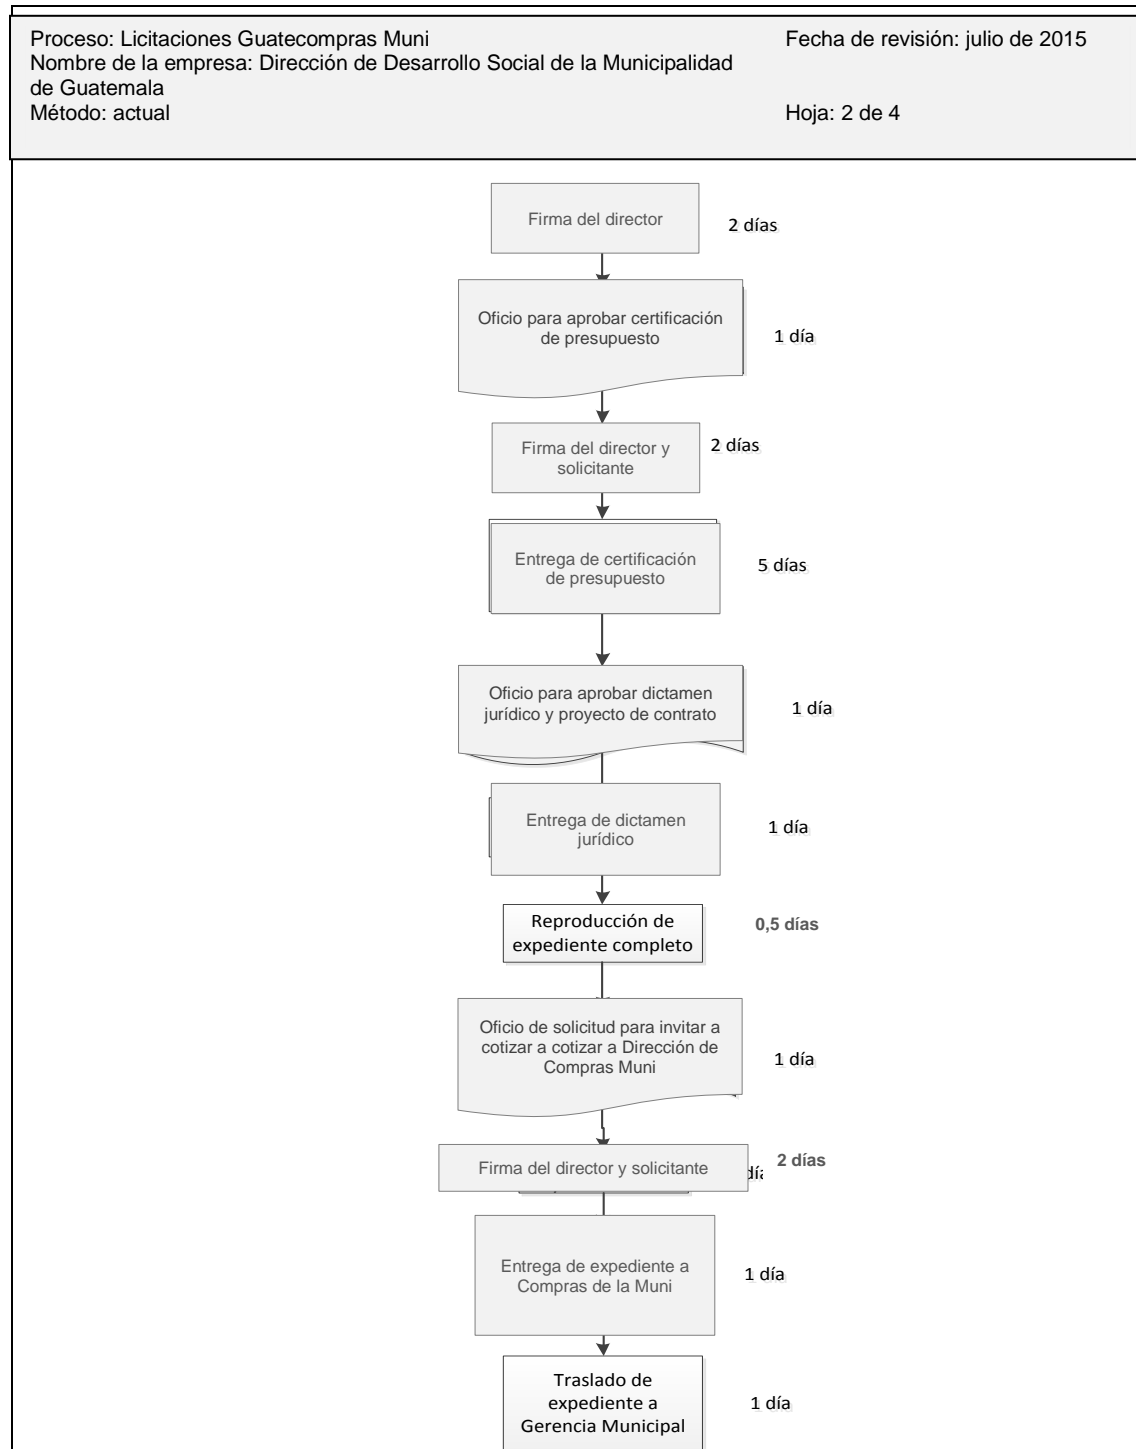 Proceso: Licitaciones Guatecompras Muni
Fecha de revisión: julio de 2015
Nombre de la empresa: Dirección de Desarrollo Social de la Municipalidad
de Guatemala
Método: actual
Hoja: 2 de 4
Firma del director
2 días
Oficio para aprobar certificación
de presupuesto
1 día
Firma del director y
solicitante
2 días
Entrega de certificación
de presupuesto
5 días
Oficio para aprobar dictamen
jurídico y proyecto de contrato
1 día
Entrega de dictamen
jurídico
1 día
Reproducción de
expediente completo
0,5 días
Oficio de solicitud para invitar a
cotizar a cotizar a Dirección de
Compras Muni
1 día
Firma del director y solicitante
2 días
Entrega de expediente a
Compras de la Muni
1 día
Traslado de
expediente a
Gerencia Municipal
1 día